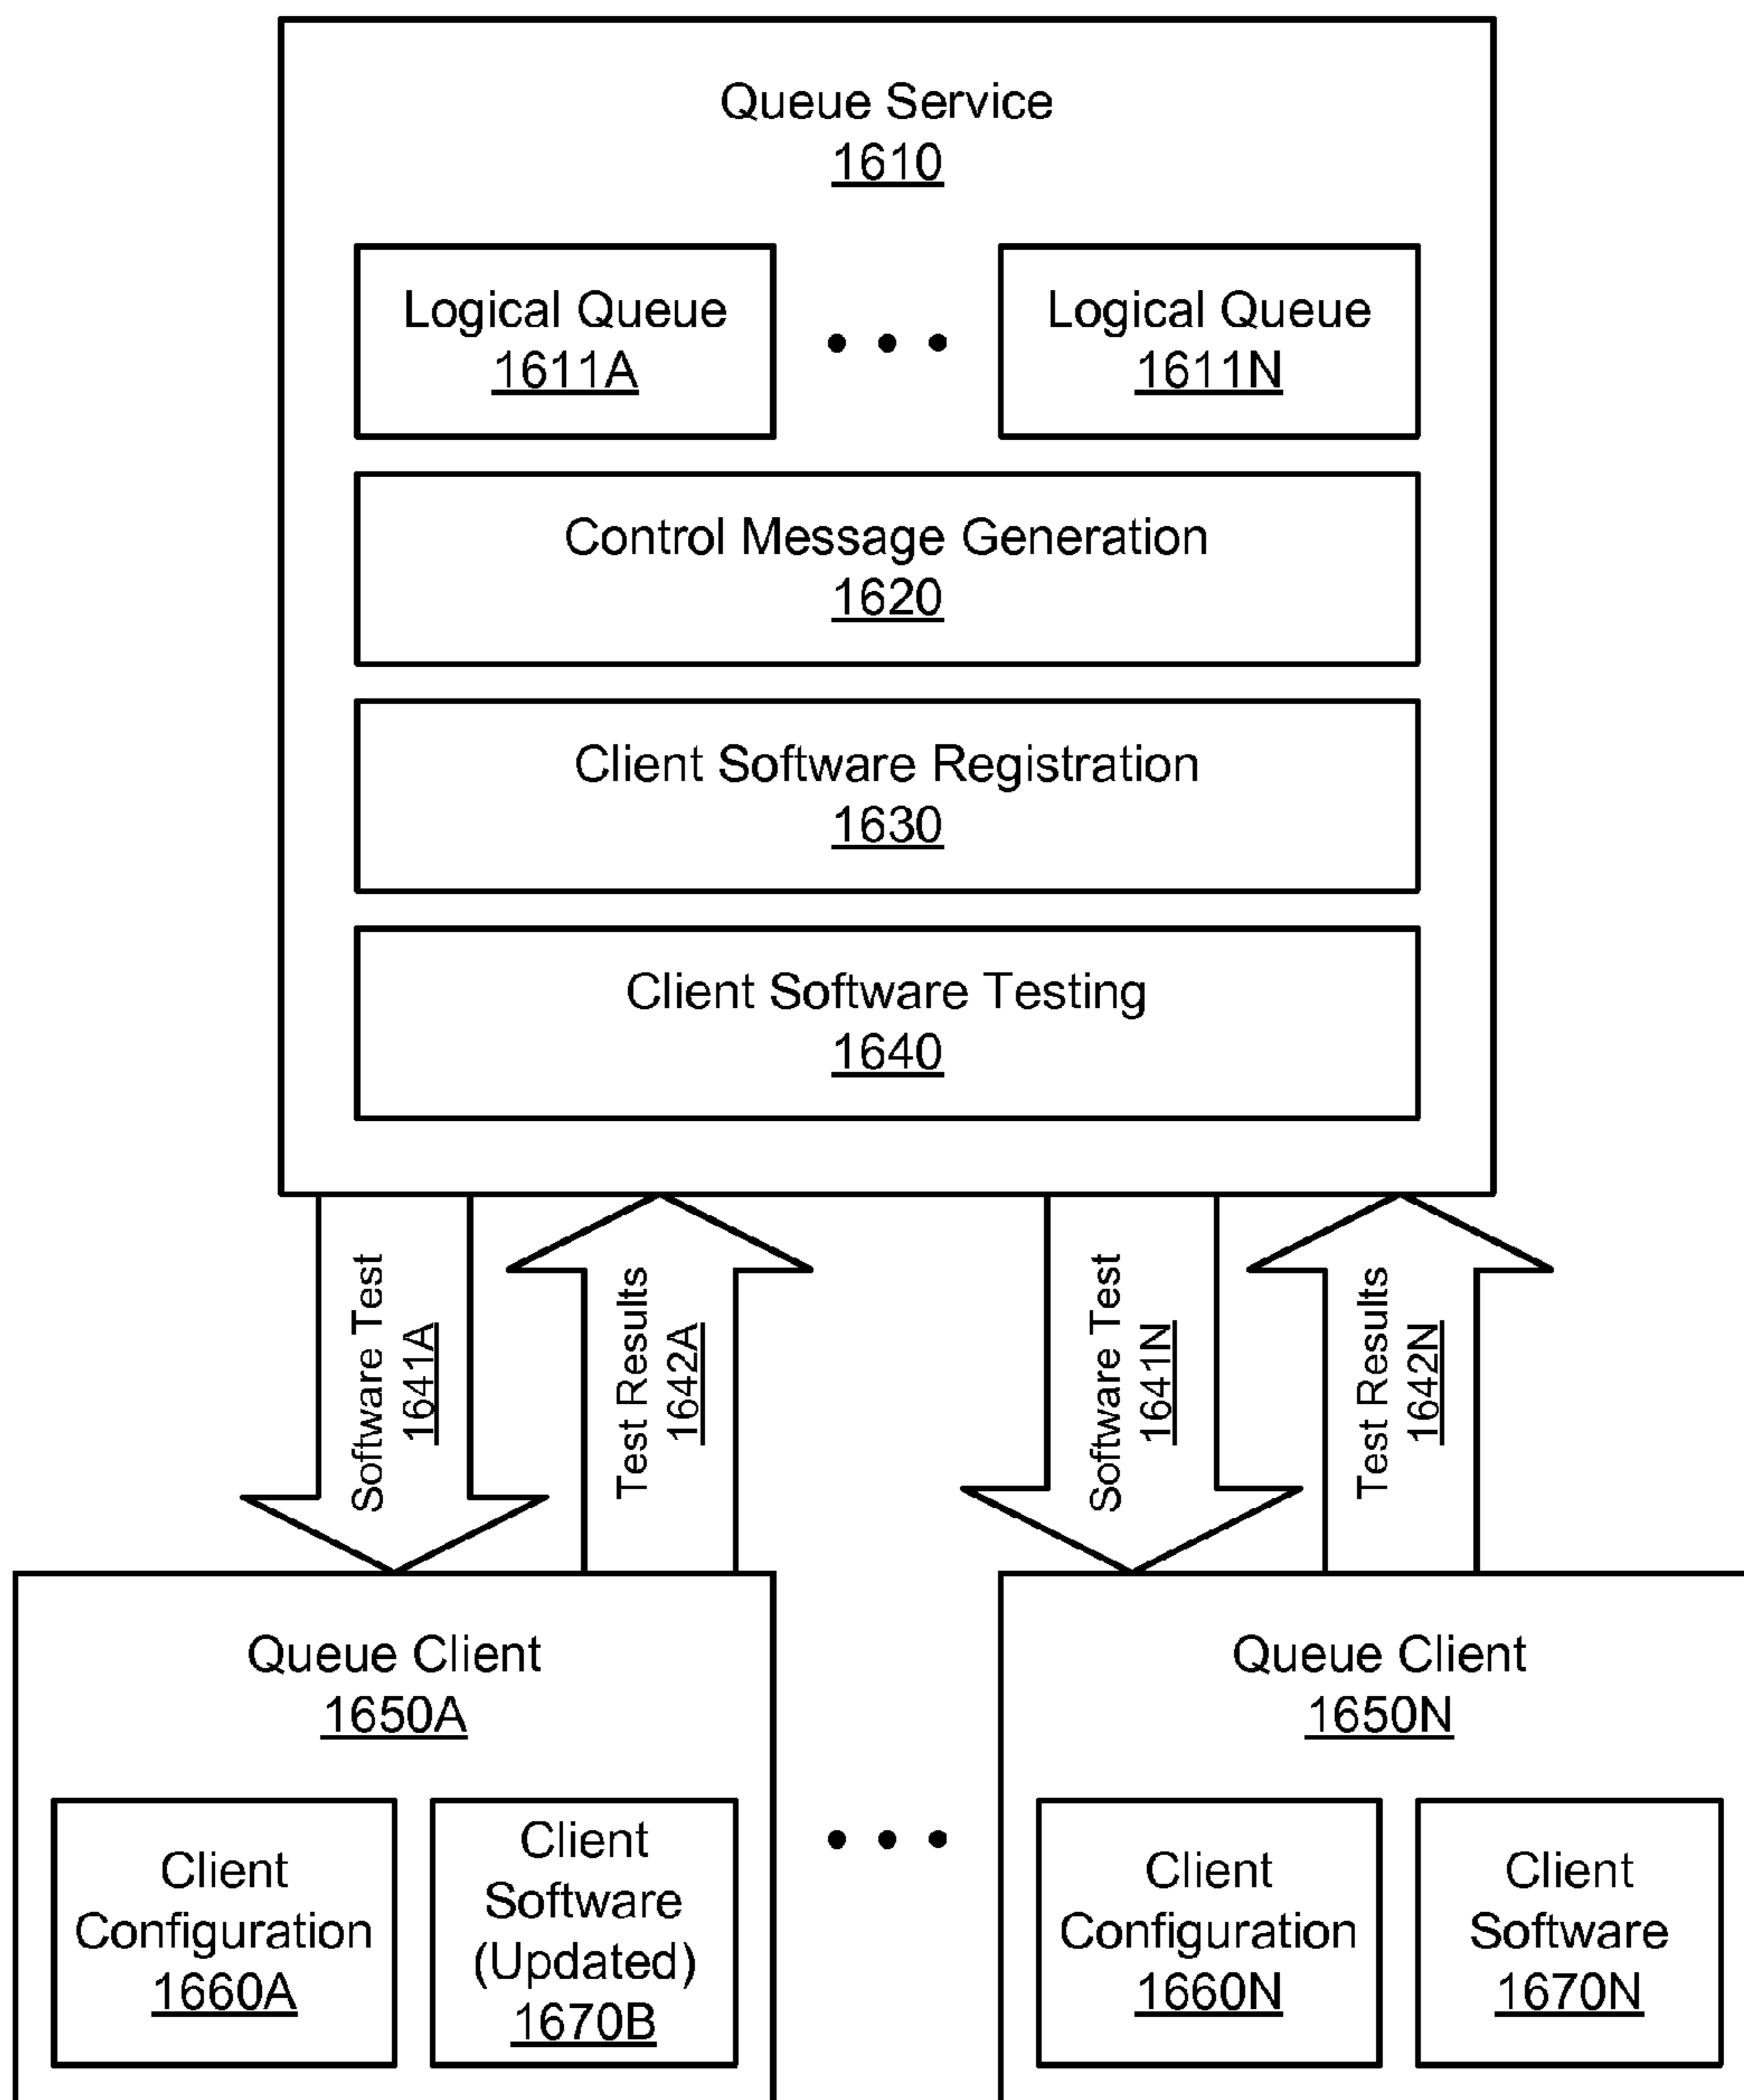 Queue Service
1610
Logical Queue
1611A
Logical Queue
1611N
Control Message Generation
1620
Client Software Registration
1630
Client Software Testing
1640
Software Test
1641A
Test Results
1642A
Software Test
1641N
Test Results
1642N
Queue Client
1650A
Client
Configuration
1660A
Client
Software
(Updated)
1670B
Queue Client
1650N
Client
Configuration
1660N
Client
Software
1670N